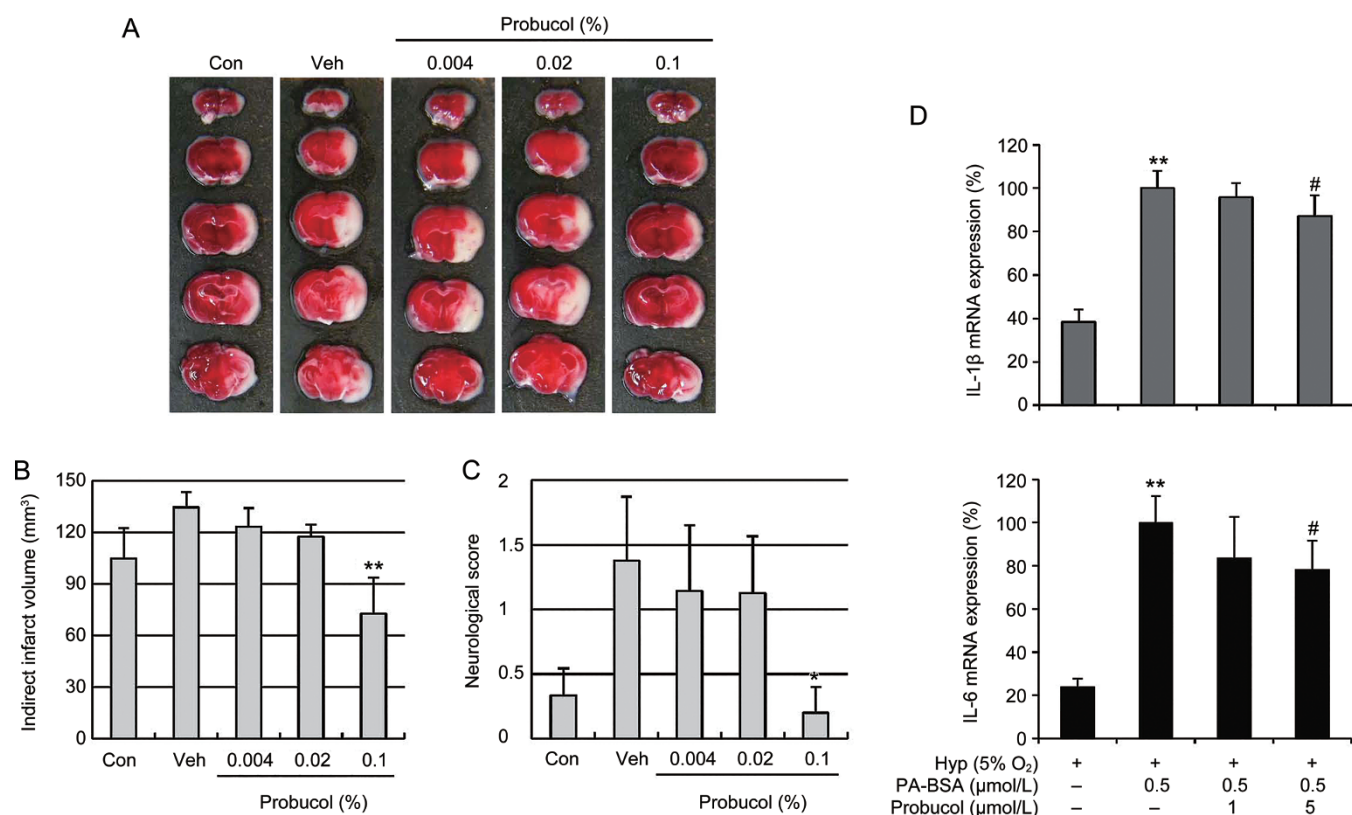 A
Probucol (%)
Con Veh 0.004 0.02 0.1
B
Indirect infarct volume (mm³)
150
120
90
60
30
0
**
Con Veh 0.004 0.02 0.1
Probucol (%)
C
Neurological score
2
1.5
1
0.5
0
*
Con Veh 0.004 0.02 0.1
Probucol (%)
D
IL-1β mRNA expression (%)
120
100
80
60
40
20
0
**
#
IL-6 mRNA expression (%)
120
100
80
60
40
20
0
**
#
Hyp (5% O₂) + + + +
PA-BSA (μmol/L) – 0.5 0.5 0.5
Probucol (μmol/L) – – 1 5